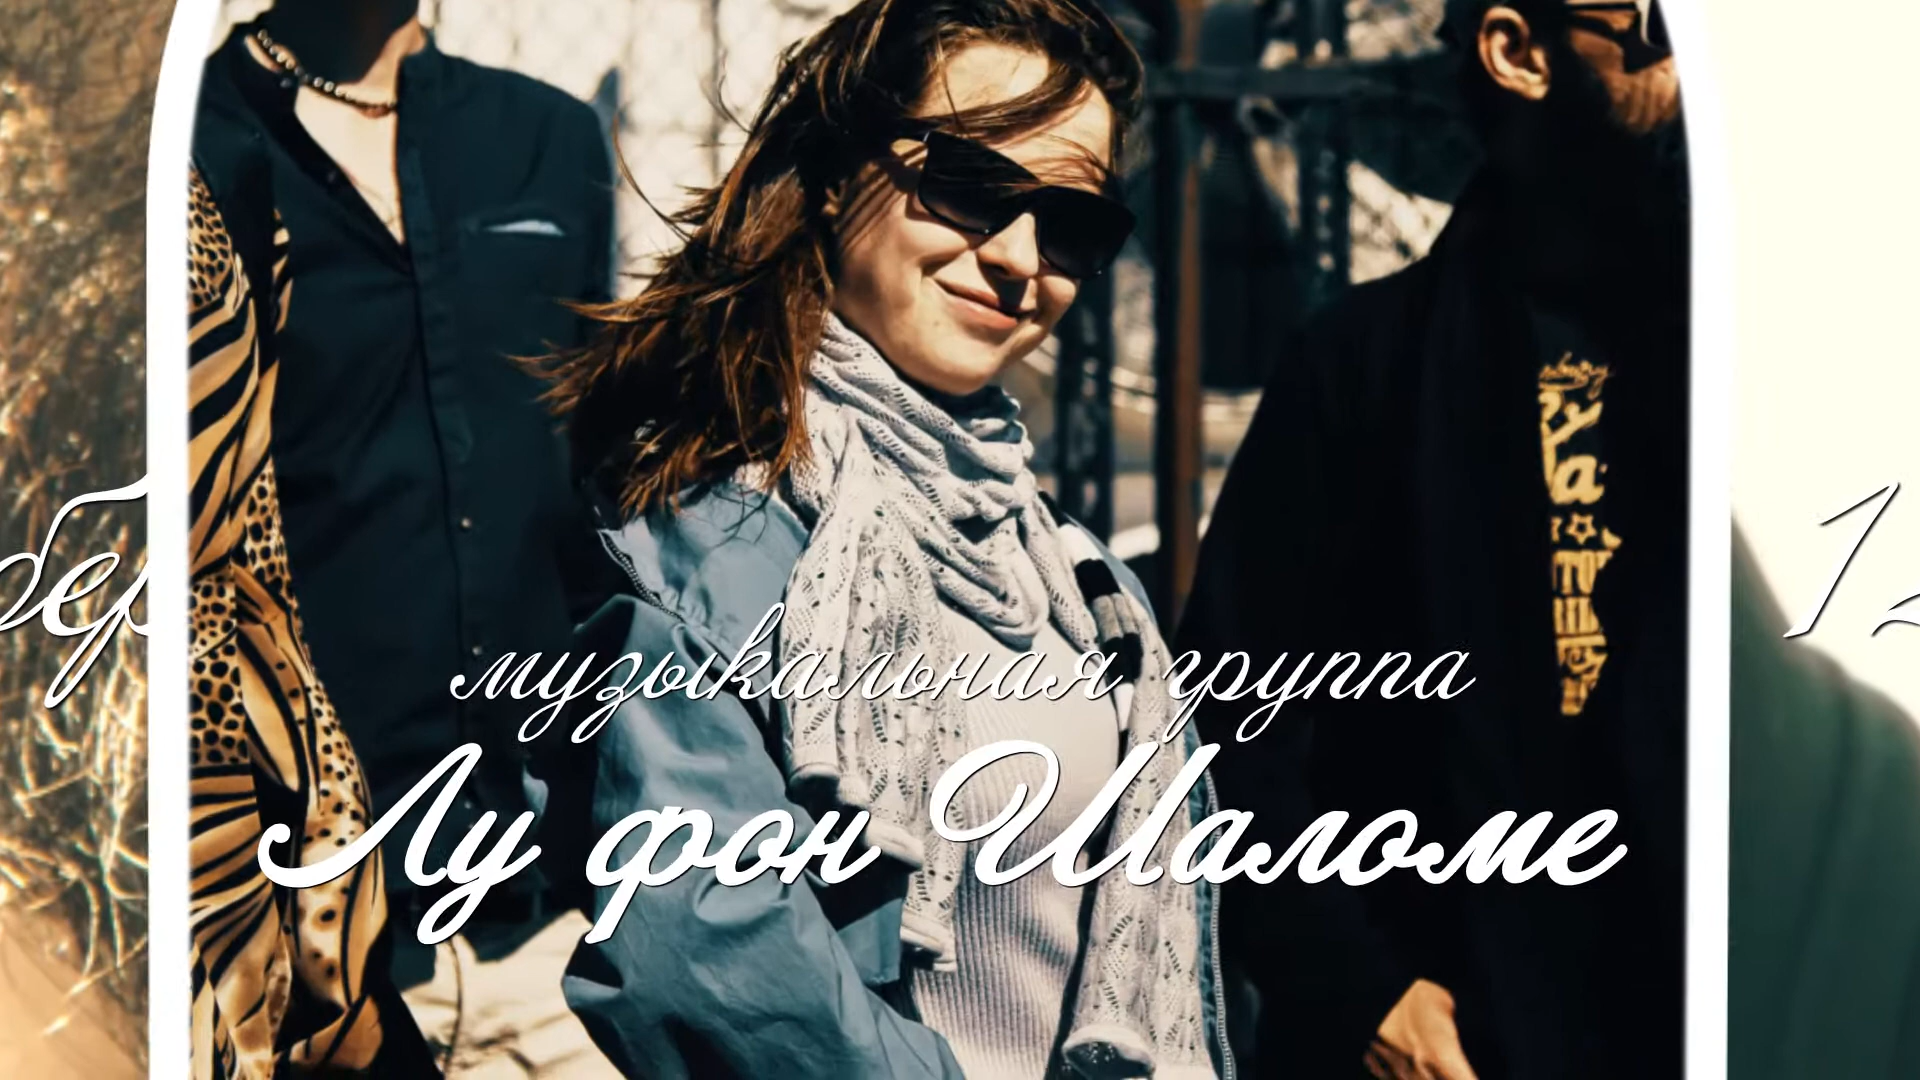 музыкальная группа
Лу фон Шаломе